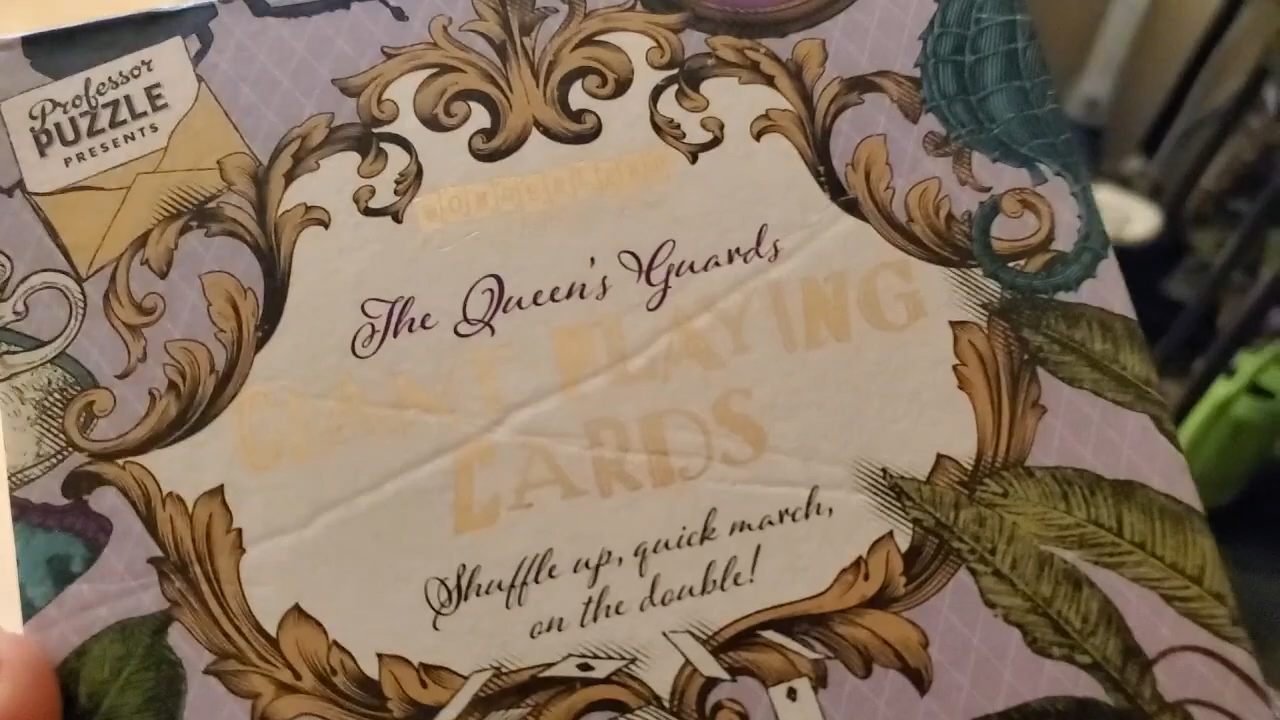 Professor
PUZZLE
PRESENTS
The Queen's Guards
GIANT PLAYING
CARDS
Shuffle up, quick march,
on the double!